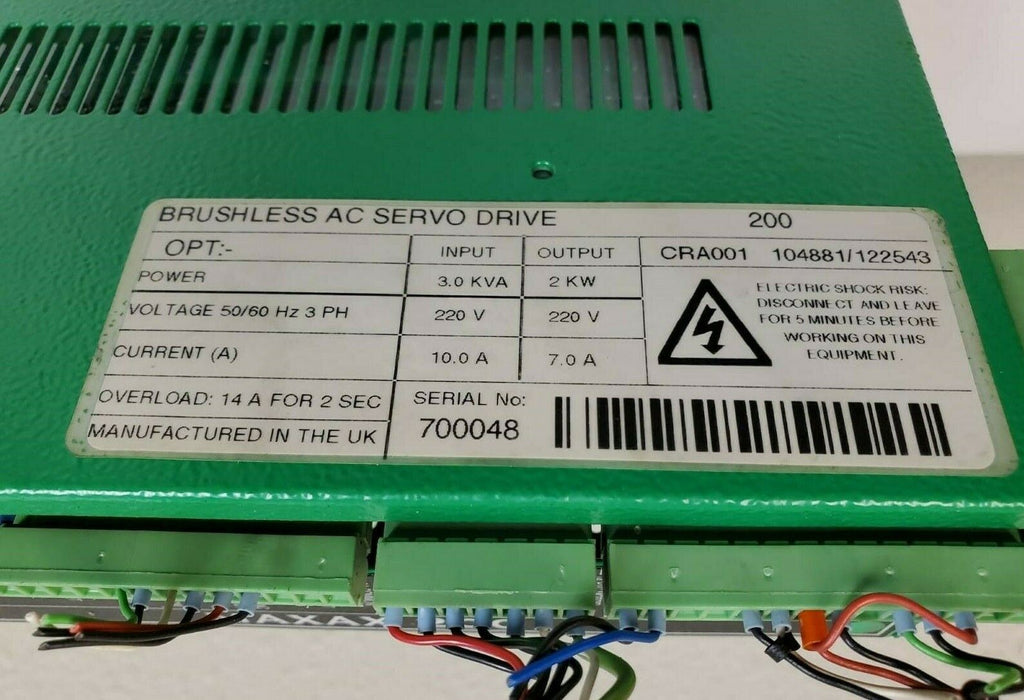 BRUSHLESS AC SERVO DRIVE 200
OPT:- INPUT OUTPUT CRA001 104881/122543
POWER 3.0 KVA 2 KW
VOLTAGE 50/60 Hz 3 PH 220 V 220 V
CURRENT (A) 10.0 A 7.0 A
ELECTRIC SHOCK RISK:
DISCONNECT AND LEAVE
FOR 5 MINUTES BEFORE
WORKING ON THIS
EQUIPMENT.
OVERLOAD: 14 A FOR 2 SEC
MANUFACTURED IN THE UK
SERIAL No:
700048